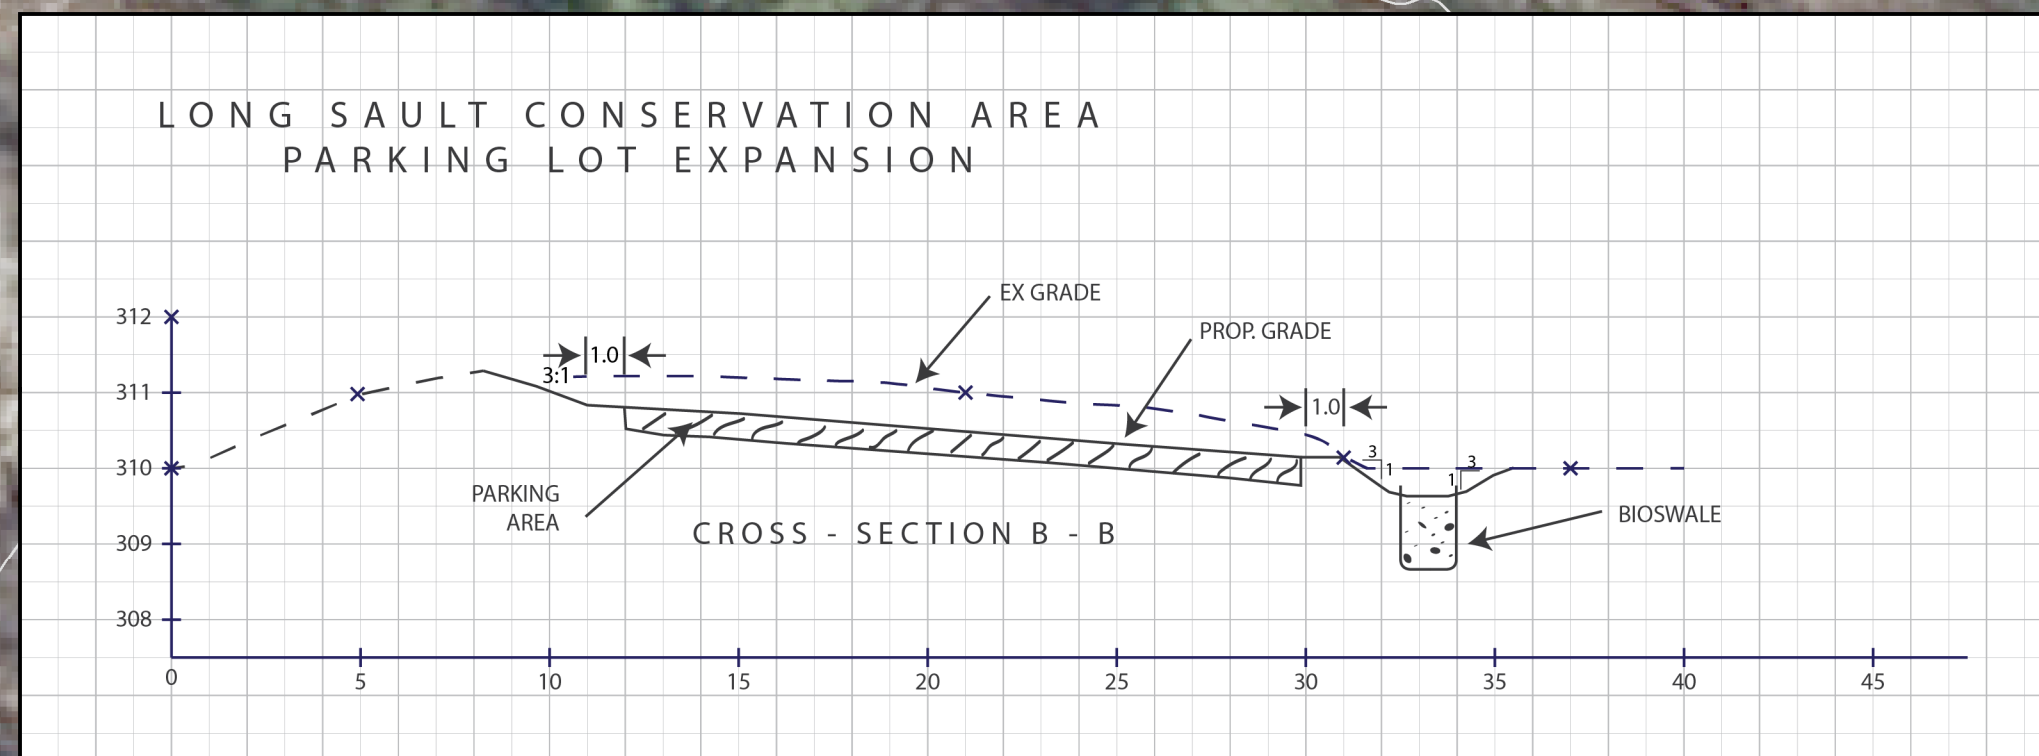 LONG SAULT CONSERVATION AREA
PARKING LOT EXPANSION
EX GRADE
312
PROP. GRADE
1.0
3:1
311
1.0
3
3
310
1
1
PARKING
AREA
BIOSWALE
CROSS - SECTION B - B
309
308
0 5 10 15 20 25 30 35 40 45